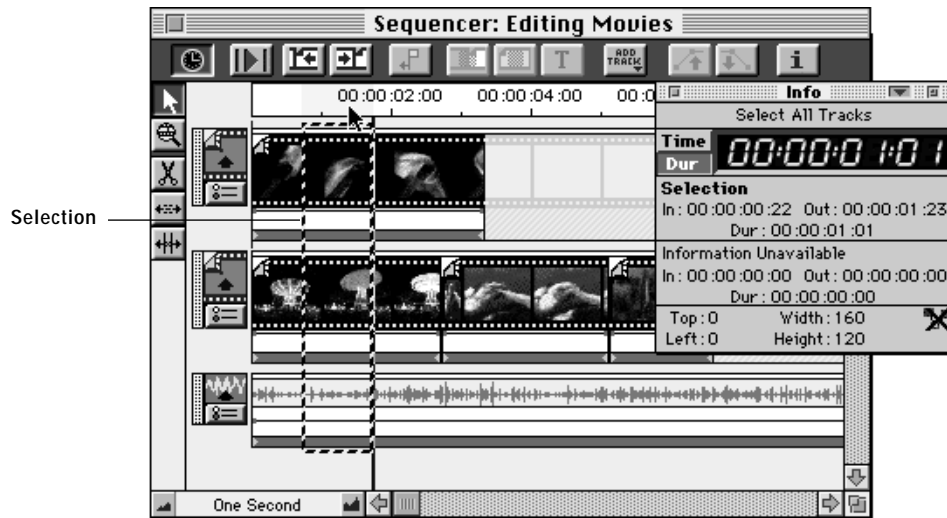 Sequencer: Editing Movies
T
ADD TRACK
i
00:00:02:00 00:00:04:00 00:0
Info
Select All Tracks
Time
Dur
00:00:01:01
Selection
In: 00:00:00:22 Out: 00:00:01:23
Dur: 00:00:01:01
Information Unavailable
In: 00:00:00:00 Out: 00:00:00:00
Dur: 00:00:00:00
Top: 0 Width: 160
Left: 0 Height: 120
Selection
One Second